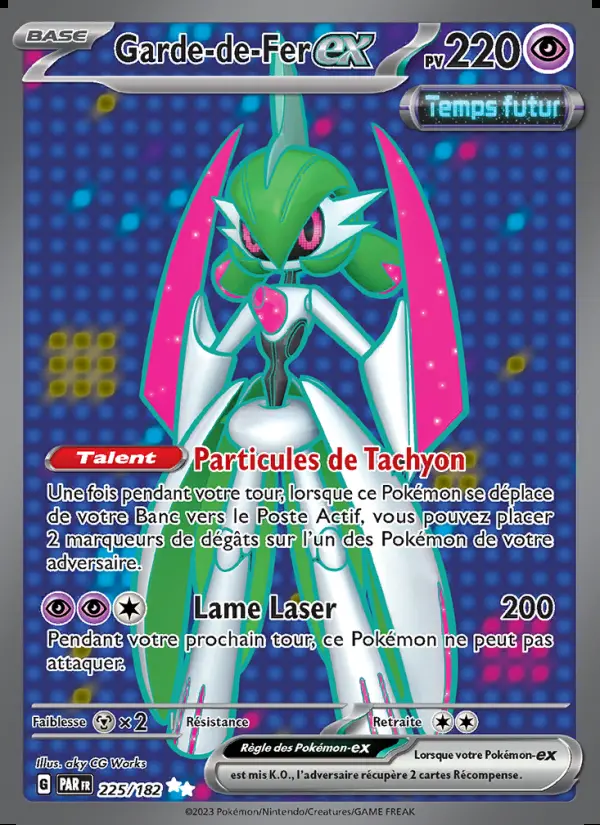 BASE Garde-de-Fer ex PV 220
Temps futur
Talent Particules de Tachyon
Une fois pendant votre tour, lorsque ce Pokémon se déplace
de votre Banc vers le Poste Actif, vous pouvez placer
2 marqueurs de dégâts sur l'un des Pokémon de votre
adversaire.
Lame Laser 200
Pendant votre prochain tour, ce Pokémon ne peut pas
attaquer.
Faiblesse ×2 Résistance Retraite
Illus. aky CG Works
Règle des Pokémon-ex Lorsque votre Pokémon-ex
est mis K.O., l'adversaire récupère 2 cartes Récompense.
G PAR FR 225/182
©2023 Pokémon/Nintendo/Creatures/GAME FREAK